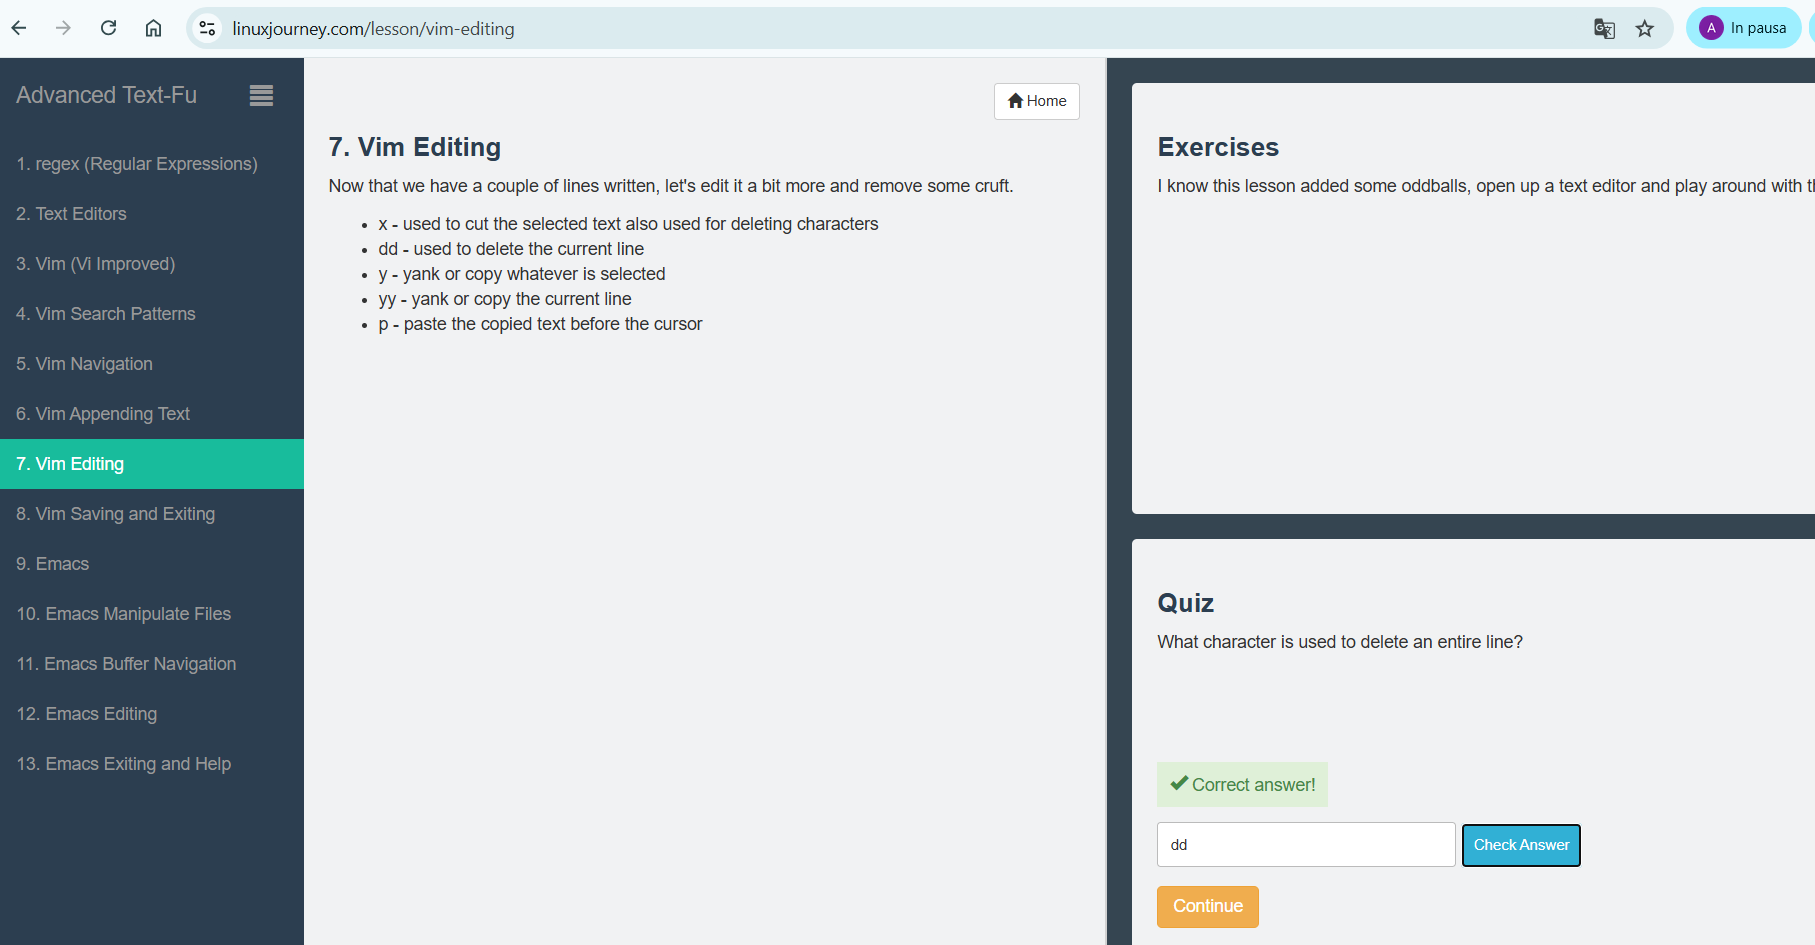 linuxjourney.com/lesson/vim-editing
A In pausa
Advanced Text-Fu
1. regex (Regular Expressions)
2. Text Editors
3. Vim (Vi Improved)
4. Vim Search Patterns
5. Vim Navigation
6. Vim Appending Text
7. Vim Editing
8. Vim Saving and Exiting
9. Emacs
10. Emacs Manipulate Files
11. Emacs Buffer Navigation
12. Emacs Editing
13. Emacs Exiting and Help
Home
7. Vim Editing
Now that we have a couple of lines written, let's edit it a bit more and remove some cruft.
• x - used to cut the selected text also used for deleting characters
• dd - used to delete the current line
• y - yank or copy whatever is selected
• yy - yank or copy the current line
• p - paste the copied text before the cursor
Exercises
I know this lesson added some oddballs, open up a text editor and play around with
Quiz
What character is used to delete an entire line?
Correct answer!
dd
Check Answer
Continue